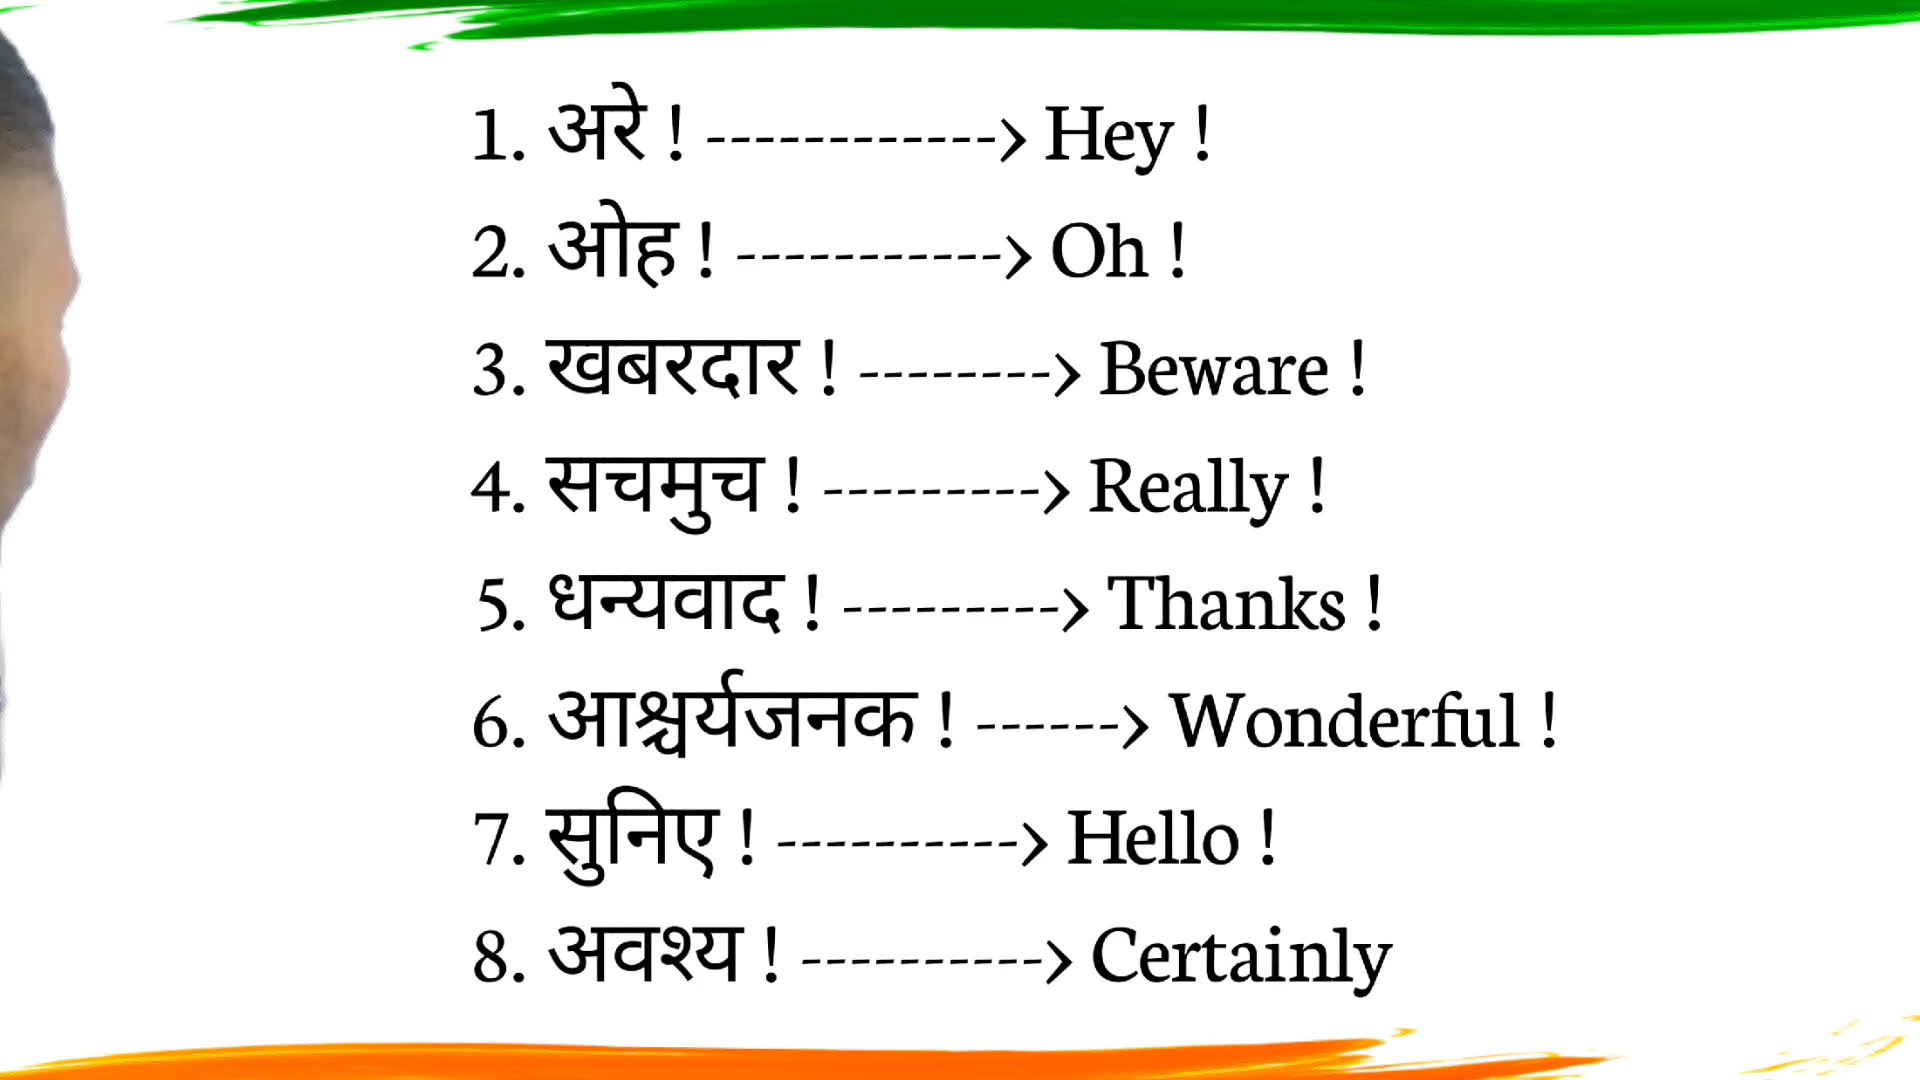 1. अरे ! ------------> Hey !
2. ओह ! -----------> Oh !
3. खबरदार ! --------> Beware !
4. सचमुच ! ---------> Really !
5. धन्यवाद ! ---------> Thanks !
6. आश्चर्यजनक ! ------> Wonderful !
7. सुनिए ! ----------> Hello !
8. अवश्य ! ----------> Certainly